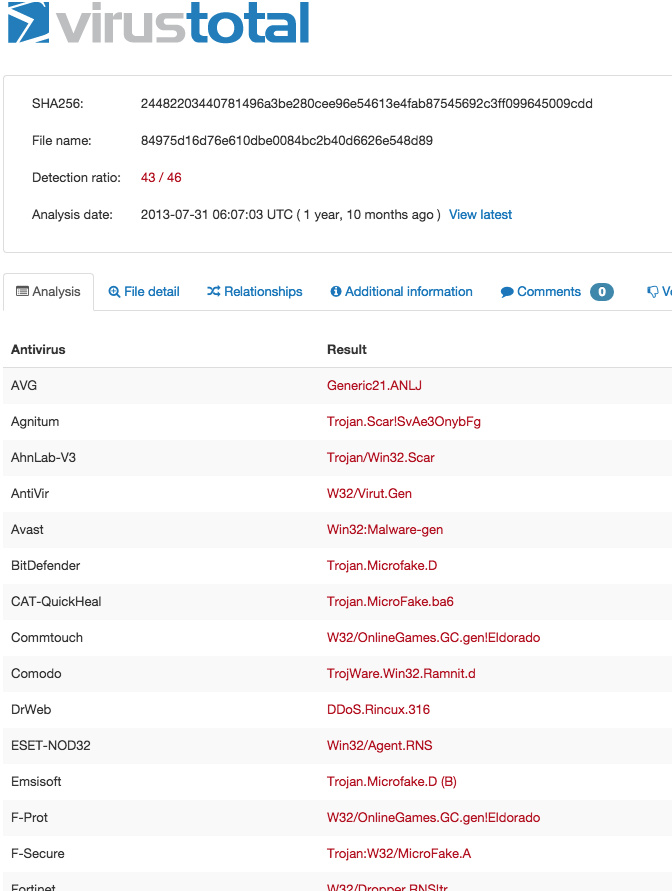 virustotal
SHA256: 24482203440781496a3be280cee96e54613e4fab87545692c3ff099645009cdd
File name: 84975d16d76e610dbe0084bc2b40d6626e548d89
Detection ratio: 43 / 46
Analysis date: 2013-07-31 06:07:03 UTC ( 1 year, 10 months ago ) View latest
Analysis File detail Relationships Additional information Comments 0
Antivirus Result
AVG Generic21.ANLJ
Agnitum Trojan.Scar!SvAe3OnybFg
AhnLab-V3 Trojan/Win32.Scar
AntiVir W32/Virut.Gen
Avast Win32:Malware-gen
BitDefender Trojan.Microfake.D
CAT-QuickHeal Trojan.MicroFake.ba6
Commtouch W32/OnlineGames.GC.gen!Eldorado
Comodo TrojWare.Win32.Ramnit.d
DrWeb DDoS.Rincux.316
ESET-NOD32 Win32/Agent.RNS
Emsisoft Trojan.Microfake.D (B)
F-Prot W32/OnlineGames.GC.gen!Eldorado
F-Secure Trojan:W32/MicroFake.A
Fortinet W32/Dropper.RNS!tr